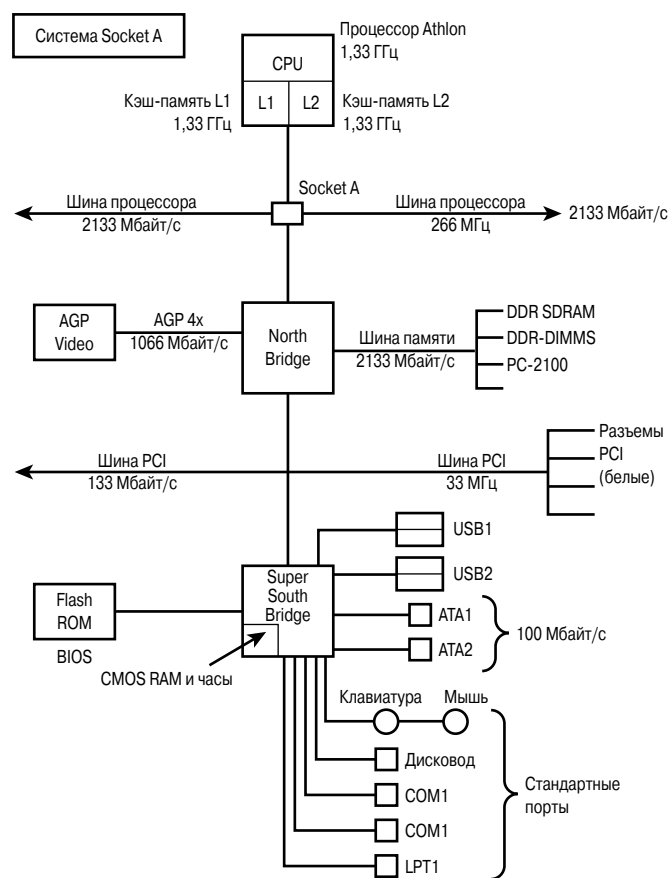 Система Socket A
Процессор Athlon
1,33 ГГц
CPU
Кэш-память L1
1,33 ГГц
L1
L2
Кэш-память L2
1,33 ГГц
Socket A
Шина процессора
2133 Мбайт/с
Шина процессора
266 МГц
2133 Мбайт/с
AGP
Video
AGP 4x
1066 Мбайт/с
North
Bridge
Шина памяти
2133 Мбайт/с
DDR SDRAM
DDR-DIMMS
PC-2100
Шина PCI
133 Мбайт/с
Шина PCI
33 МГц
Разъемы
PCI
(белые)
USB1
USB2
Flash
ROM
BIOS
Super
South
Bridge
ATA1
ATA2
100 Мбайт/с
CMOS RAM и часы
Клавиатура
Мышь
Дисковод
COM1
COM1
LPT1
Стандартные
порты